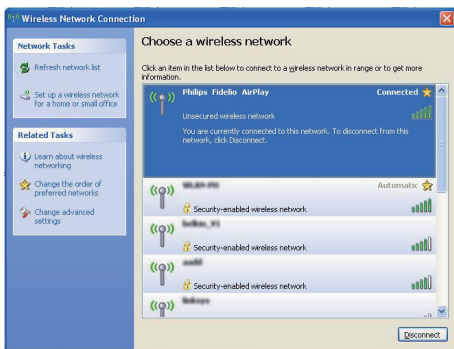 Wireless Network Connection
Network Tasks
Refresh network list
Set up a wireless network
for a home or small office
Related Tasks
Learn about wireless
networking
Change the order of
preferred networks
Change advanced
settings
Choose a wireless network
Click an item in the list below to connect to a wireless network in range or to get more
information.
Philips Fidelio AirPlay Connected
Unsecured wireless network
You are currently connected to this network. To disconnect from this
network, click Disconnect.
Automatic
Security-enabled wireless network
Security-enabled wireless network
Security-enabled wireless network
Disconnect